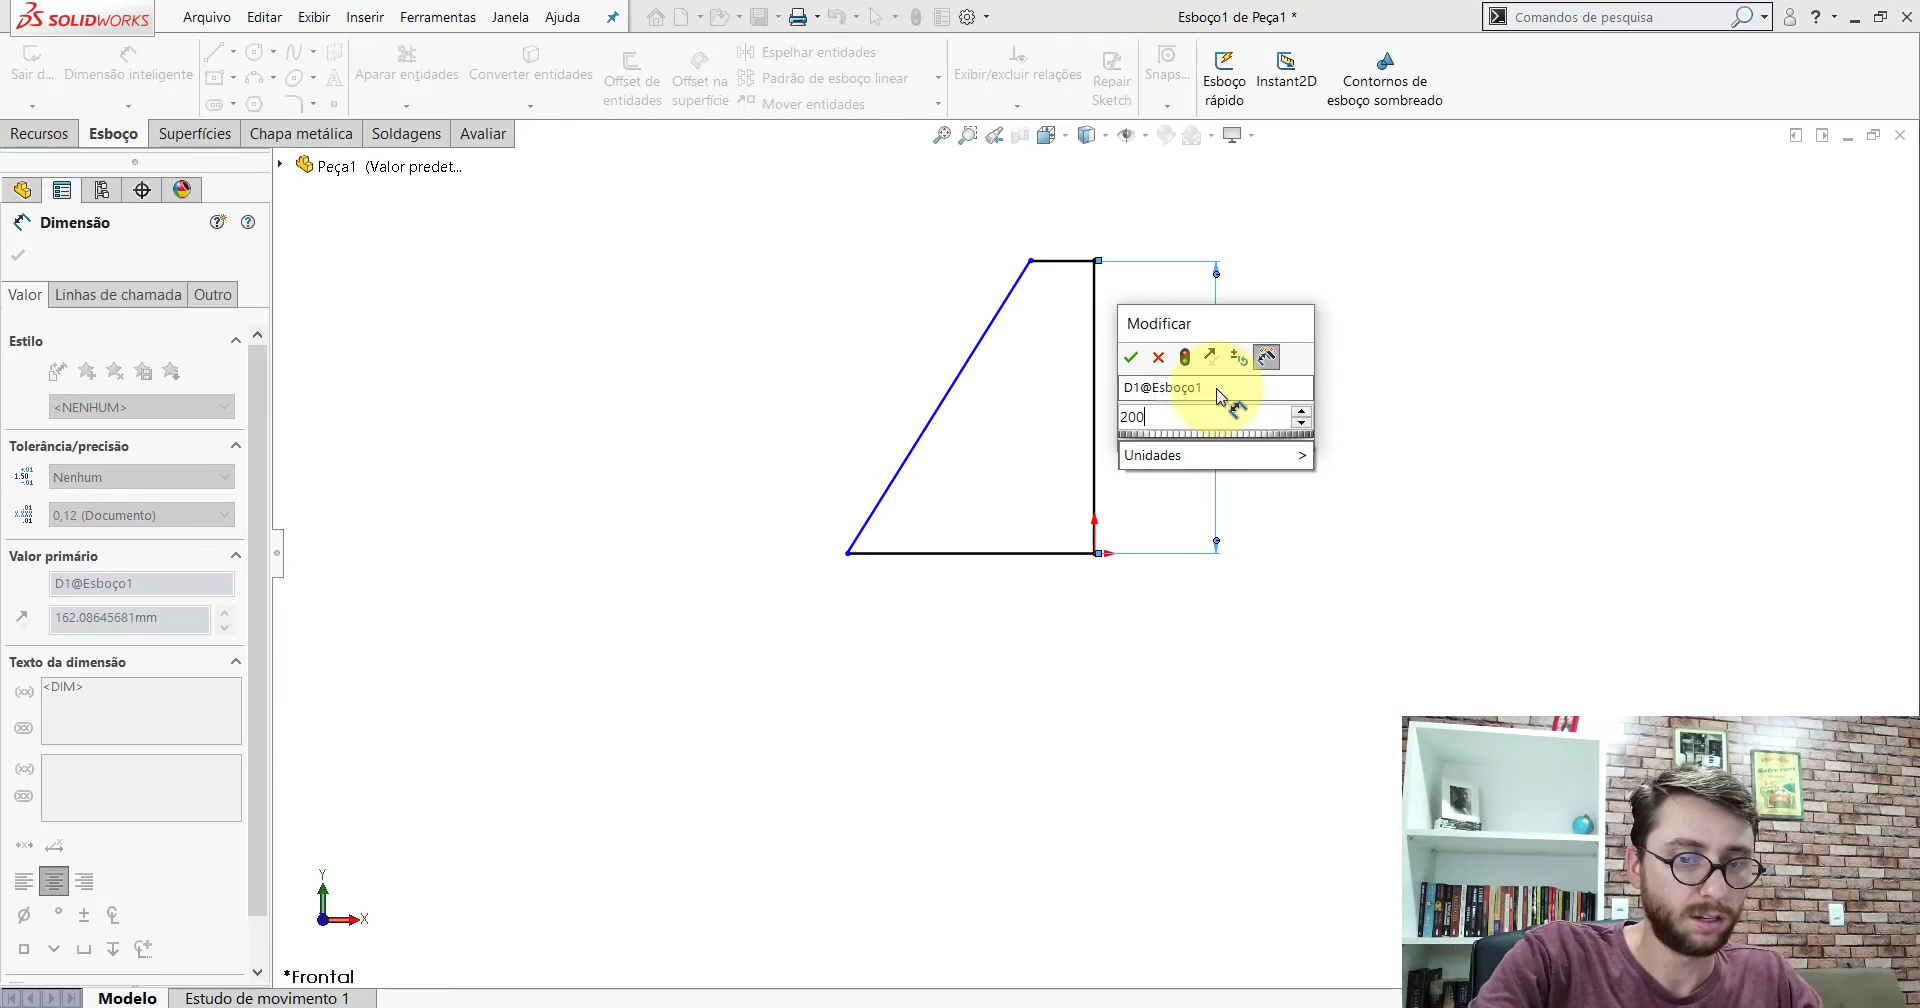 SOLIDWORKS
Arquivo Editar Exibir Inserir Ferramentas Janela Ajuda
Esboço1 de Peça1 *
Comandos de pesquisa
Sair d...
Dimensão inteligente
Aparar entidades
Converter entidades
Offset de entidades
Offset na superfície
Espelhar entidades
Padrão de esboço linear
Mover entidades
Exibir/excluir relações
Repair Sketch
Snaps...
Esboço rápido
Instant2D
Contornos de esboço sombreado
Recursos Esboço Superfícies Chapa metálica Soldagens Avaliar
Peça1 (Valor predet...
Dimensão
Valor Linhas de chamada Outro
Estilo
<NENHUM>
Tolerância/precisão
Nenhum
0,12 (Documento)
Valor primário
D1@Esboço1
162.08645681mm
Texto da dimensão
<DIM>
Modificar
D1@Esboço1
200
Unidades >
Y
X
*Frontal
Modelo Estudo de movimento 1